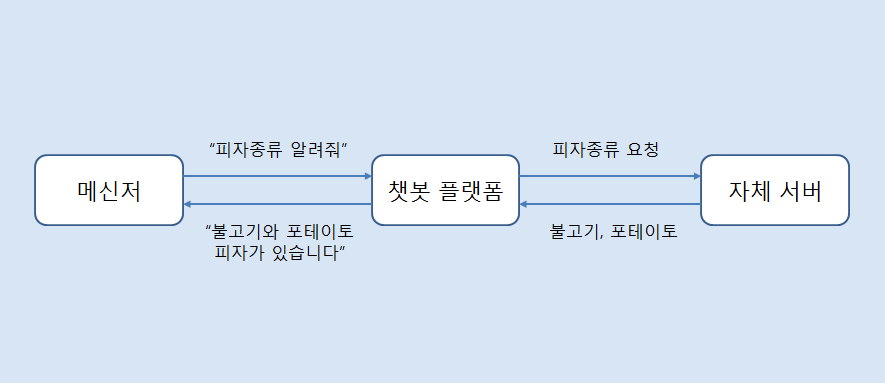 “피자종류 알려줘”
피자종류 요청
메신저
챗봇 플랫폼
자체 서버
“불고기와 포테이토
피자가 있습니다”
불고기, 포테이토